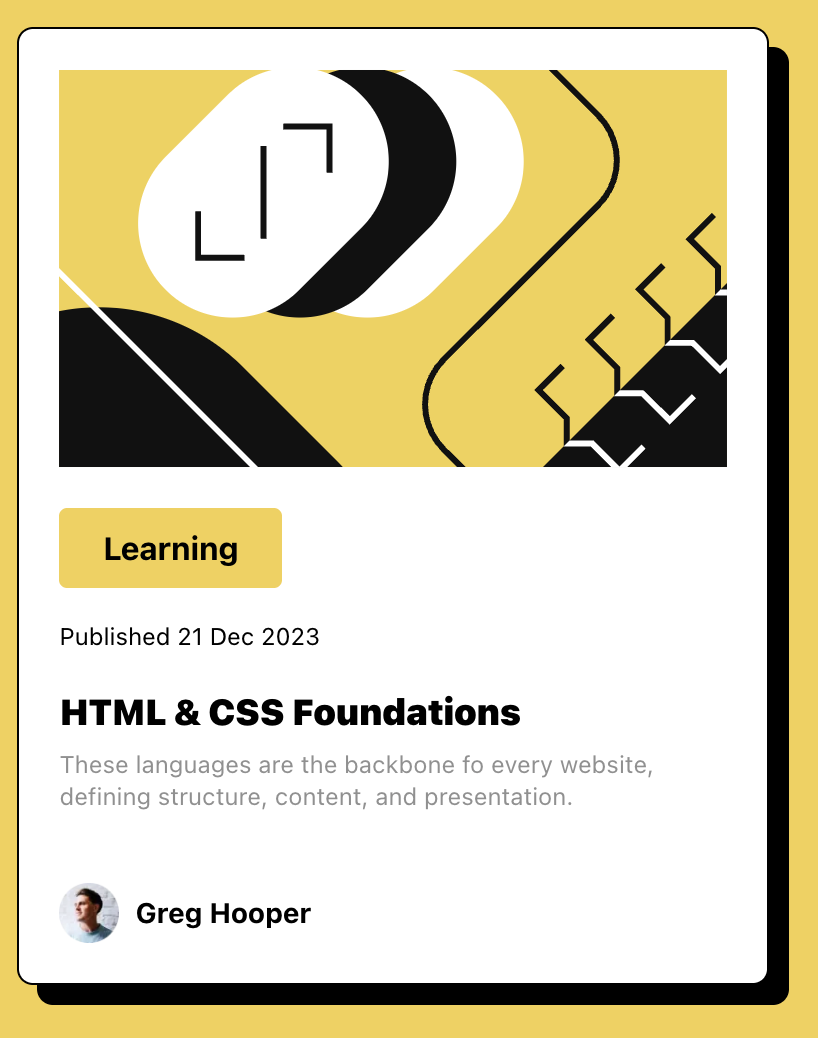 Learning
Published 21 Dec 2023
HTML & CSS Foundations
These languages are the backbone fo every website,
defining structure, content, and presentation.
Greg Hooper